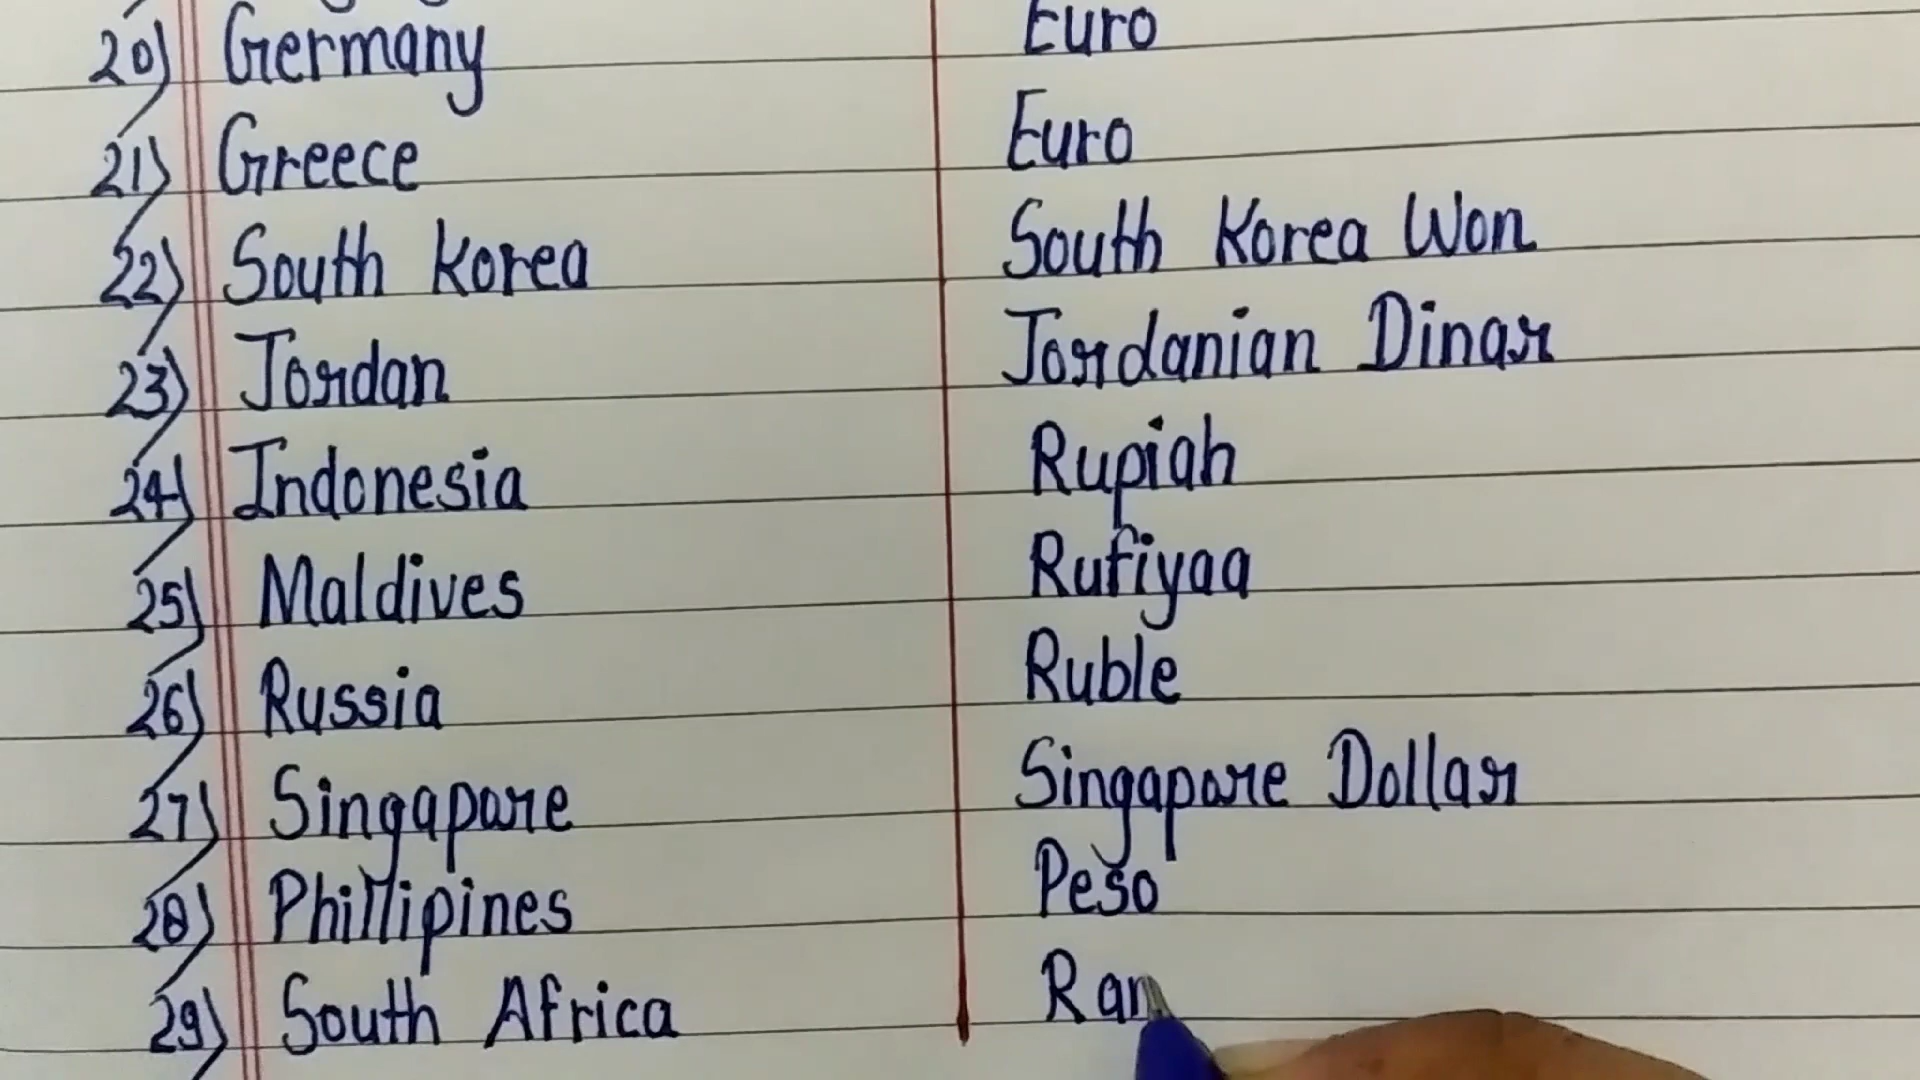 20) Germany Euro
21) Greece Euro
22) South Korea South Korea Won
23) Jordan Jordanian Dinar
24) Indonesia Rupiah
25) Maldives Rufiyaa
26) Russia Ruble
27) Singapore Singapore Dollar
28) Phillipines Peso
29) South Africa Ran